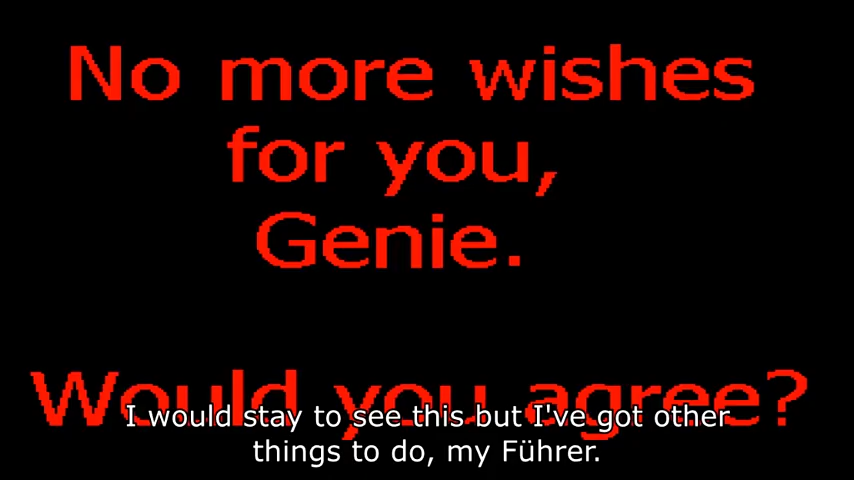 No more wishes
for you,
Genie.
Would you agree?
I would stay to see this but I've got other
things to do, my Führer.